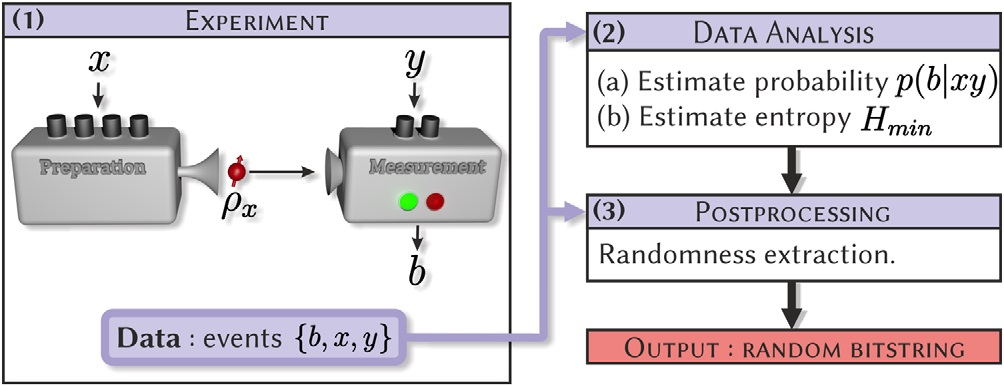 (1) EXPERIMENT
x
y
Preparation
Measurement
ρx
b
Data : events {b, x, y}
(2) DATA ANALYSIS
(a) Estimate probability p(b|xy)
(b) Estimate entropy Hmin
(3) POSTPROCESSING
Randomness extraction.
OUTPUT : RANDOM BITSTRING